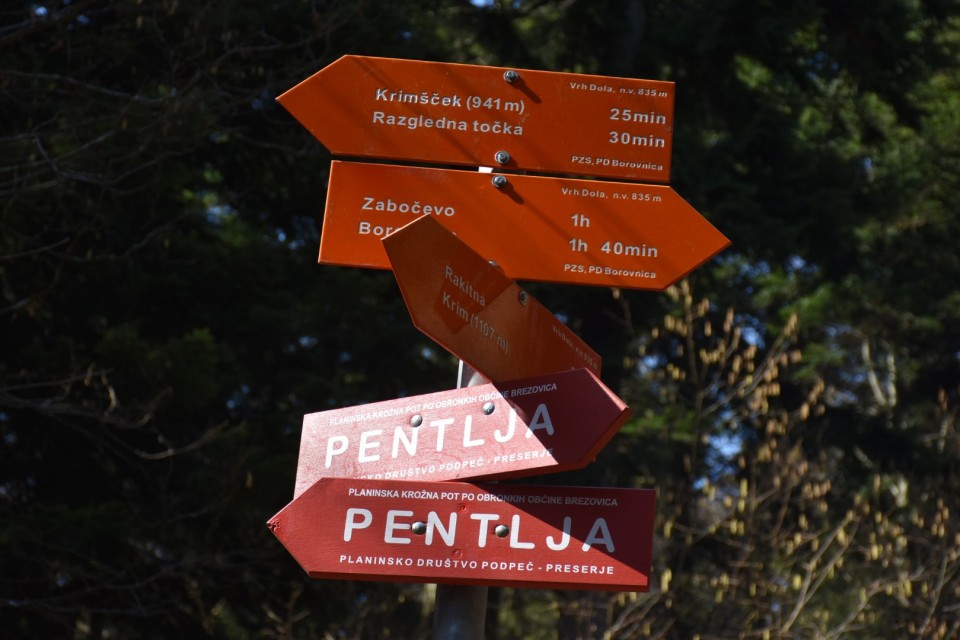 Vrh Dola, n.v. 835 m
Krimšček (941 m) 25min
Razgledna točka 30min
PZS, PD Borovnica
Vrh Dola, n.v. 835 m
Zabočevo 1h
1h 40min
PZS, PD Borovnica
Rakitna
Krim (1107 m)
PLANINSKA KROŽNA POT PO OBRONKIH OBČINE BREZOVICA
PENTLJA
DRUŠTVO PODPEČ - PRESERJE
PLANINSKA KROŽNA POT PO OBRONKIH OBČINE BREZOVICA
PENTLJA
PLANINSKO DRUŠTVO PODPEČ - PRESERJE